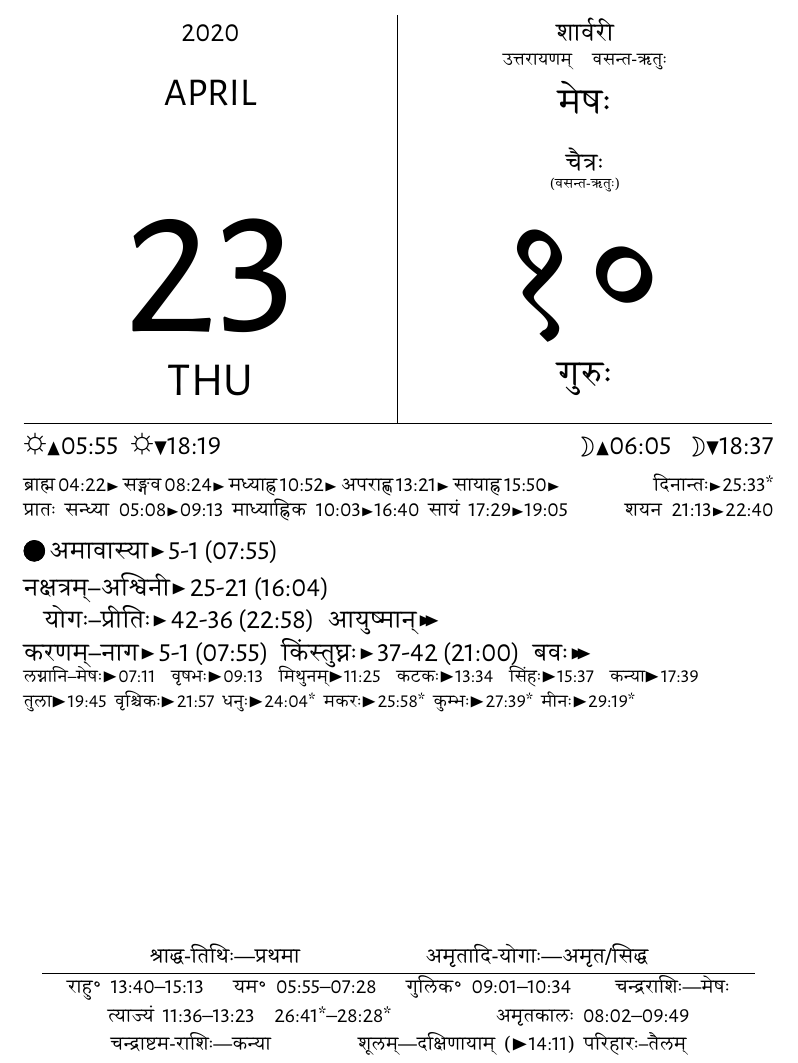 2020
APRIL
23
THU
शार्वरी
उत्तरायणम् वसन्त-ऋतुः
मेषः
चैत्रः
(वसन्त-ऋतुः)
१०
गुरुः
▲05:55 ▼18:19 ▲06:05 ▼18:37
ब्राह्म 04:22► सङ्गव 08:24► मध्याह्न 10:52► अपराह्ण 13:21► सायाह्न 15:50► दिनान्तः►25:33*
प्रातः सन्ध्या 05:08►09:13 माध्याह्निक 10:03►16:40 सायं 17:29►19:05 शयन 21:13►22:40
अमावास्या►5-1 (07:55)
नक्षत्रम्–अश्विनी►25-21 (16:04)
योगः–प्रीतिः►42-36 (22:58) आयुष्मान्►►
करणम्–नाग►5-1 (07:55) किंस्तुघ्नः►37-42 (21:00) बवः►►
लग्नानि–मेषः►07:11 वृषभः►09:13 मिथुनम्►11:25 कटकः►13:34 सिंहः►15:37 कन्या►17:39
तुला►19:45 वृश्चिकः►21:57 धनुः►24:04* मकरः►25:58* कुम्भः►27:39* मीनः►29:19*
श्राद्ध-तिथिः—प्रथमा अमृतादि-योगाः—अमृत/सिद्ध
राहु° 13:40–15:13 यम° 05:55–07:28 गुलिक° 09:01–10:34 चन्द्रराशिः—मेषः
त्याज्यं 11:36–13:23 26:41*–28:28* अमृतकालः 08:02–09:49
चन्द्राष्टम-राशिः—कन्या शूलम्—दक्षिणायाम् (►14:11) परिहारः–तैलम्